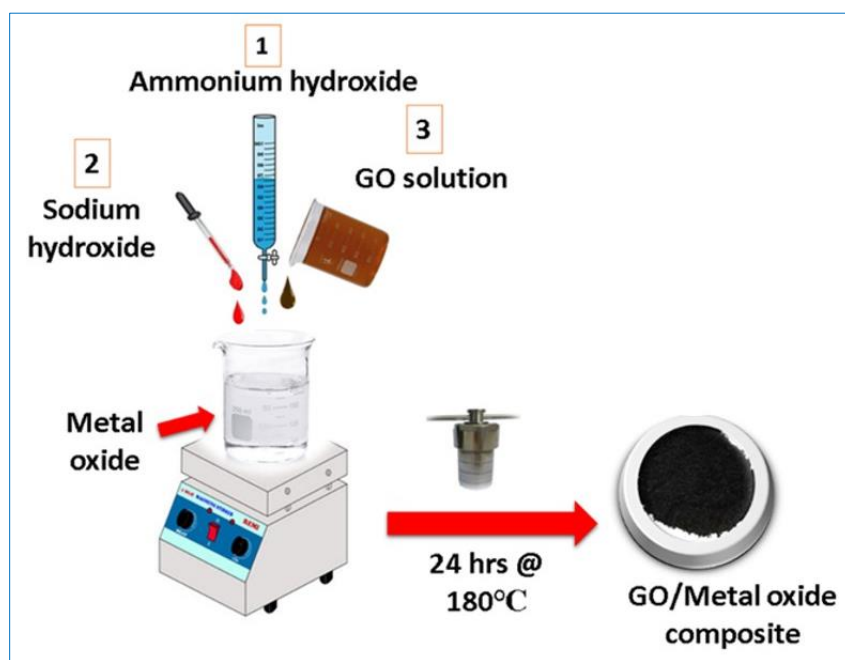 1
Ammonium hydroxide
2
Sodium
hydroxide
3
GO solution
Metal
oxide
24 hrs @
180°C
GO/Metal oxide
composite